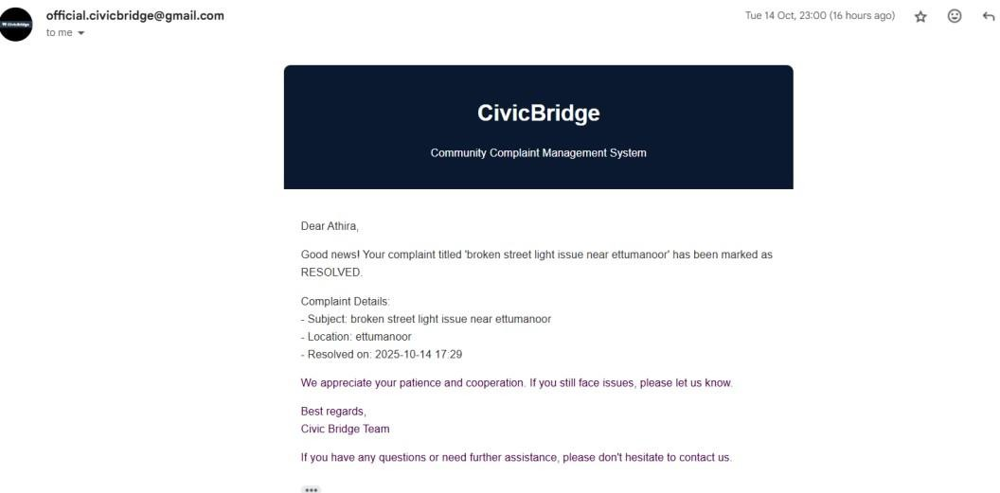 official.civicbridge@gmail.com
Tue 14 Oct, 23:00 (16 hours ago)
to me
CivicBridge
CivicBridge
Community Complaint Management System
Dear Athira,
Good news! Your complaint titled 'broken street light issue near ettumanoor' has been marked as
RESOLVED.
Complaint Details:
- Subject: broken street light issue near ettumanoor
- Location: ettumanoor
- Resolved on: 2025-10-14 17:29
We appreciate your patience and cooperation. If you still face issues, please let us know.
Best regards,
Civic Bridge Team
If you have any questions or need further assistance, please don't hesitate to contact us.